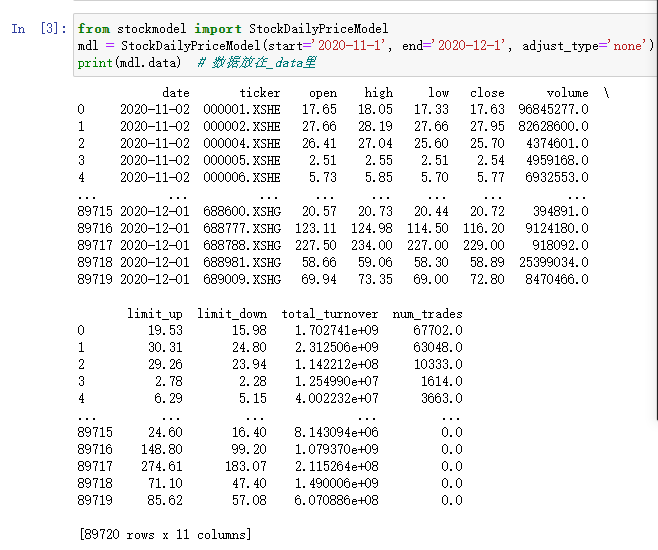 In [3]: from stockmodel import StockDailyPriceModel
mdl = StockDailyPriceModel(start='2020-11-1', end='2020-12-1', adjust_type='none')
print(mdl.data)  # 数据放在_data里
date ticker open high low close volume \
0 2020-11-02 000001.XSHE 17.65 18.05 17.33 17.63 96845277.0
1 2020-11-02 000002.XSHE 27.66 28.19 27.66 27.95 82628600.0
2 2020-11-02 000004.XSHE 26.41 27.04 25.60 25.70 4374601.0
3 2020-11-02 000005.XSHE 2.51 2.55 2.51 2.54 4959168.0
4 2020-11-02 000006.XSHE 5.73 5.85 5.70 5.77 6932553.0
... ... ... ... ... ... ... ...
89715 2020-12-01 688600.XSHG 20.57 20.73 20.44 20.72 394891.0
89716 2020-12-01 688777.XSHG 123.11 124.98 114.50 116.20 9124180.0
89717 2020-12-01 688788.XSHG 227.50 234.00 227.00 229.00 918092.0
89718 2020-12-01 688981.XSHG 58.66 59.06 58.30 58.89 25399034.0
89719 2020-12-01 689009.XSHG 69.94 73.35 69.00 72.80 8470466.0
limit_up limit_down total_turnover num_trades
0 19.53 15.98 1.702741e+09 67702.0
1 30.31 24.80 2.312506e+09 63048.0
2 29.26 23.94 1.142212e+08 10333.0
3 2.78 2.28 1.254990e+07 1614.0
4 6.29 5.15 4.002232e+07 3663.0
... ... ... ... ...
89715 24.60 16.40 8.143094e+06 0.0
89716 148.80 99.20 1.079370e+09 0.0
89717 274.61 183.07 2.115264e+08 0.0
89718 71.10 47.40 1.490006e+09 0.0
89719 85.62 57.08 6.070886e+08 0.0
[89720 rows x 11 columns]